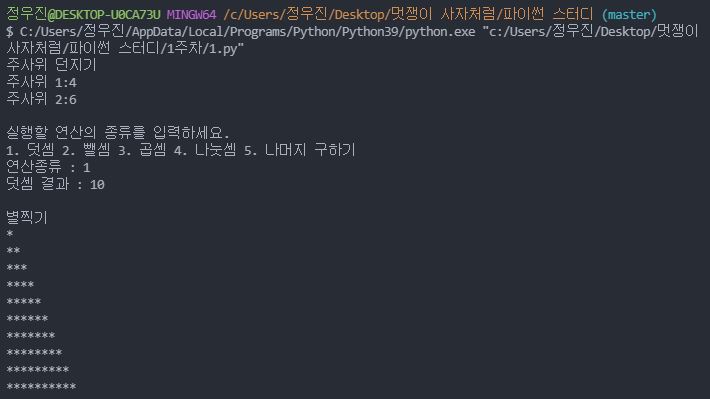 정우진@DESKTOP-U0CA73U MINGW64 /c/Users/정우진/Desktop/멋쟁이 사자처럼/파이썬 스터디 (master)
$ C:/Users/정우진/AppData/Local/Programs/Python/Python39/python.exe "c:/Users/정우진/Desktop/멋쟁이
사자처럼/파이썬 스터디/1주차/1.py"
주사위 던지기
주사위 1:4
주사위 2:6
실행할 연산의 종류를 입력하세요.
1. 덧셈 2. 뺄셈 3. 곱셈 4. 나눗셈 5. 나머지 구하기
연산종류 : 1
덧셈 결과 : 10
별찍기
*
**
***
****
*****
******
*******
********
*********
**********